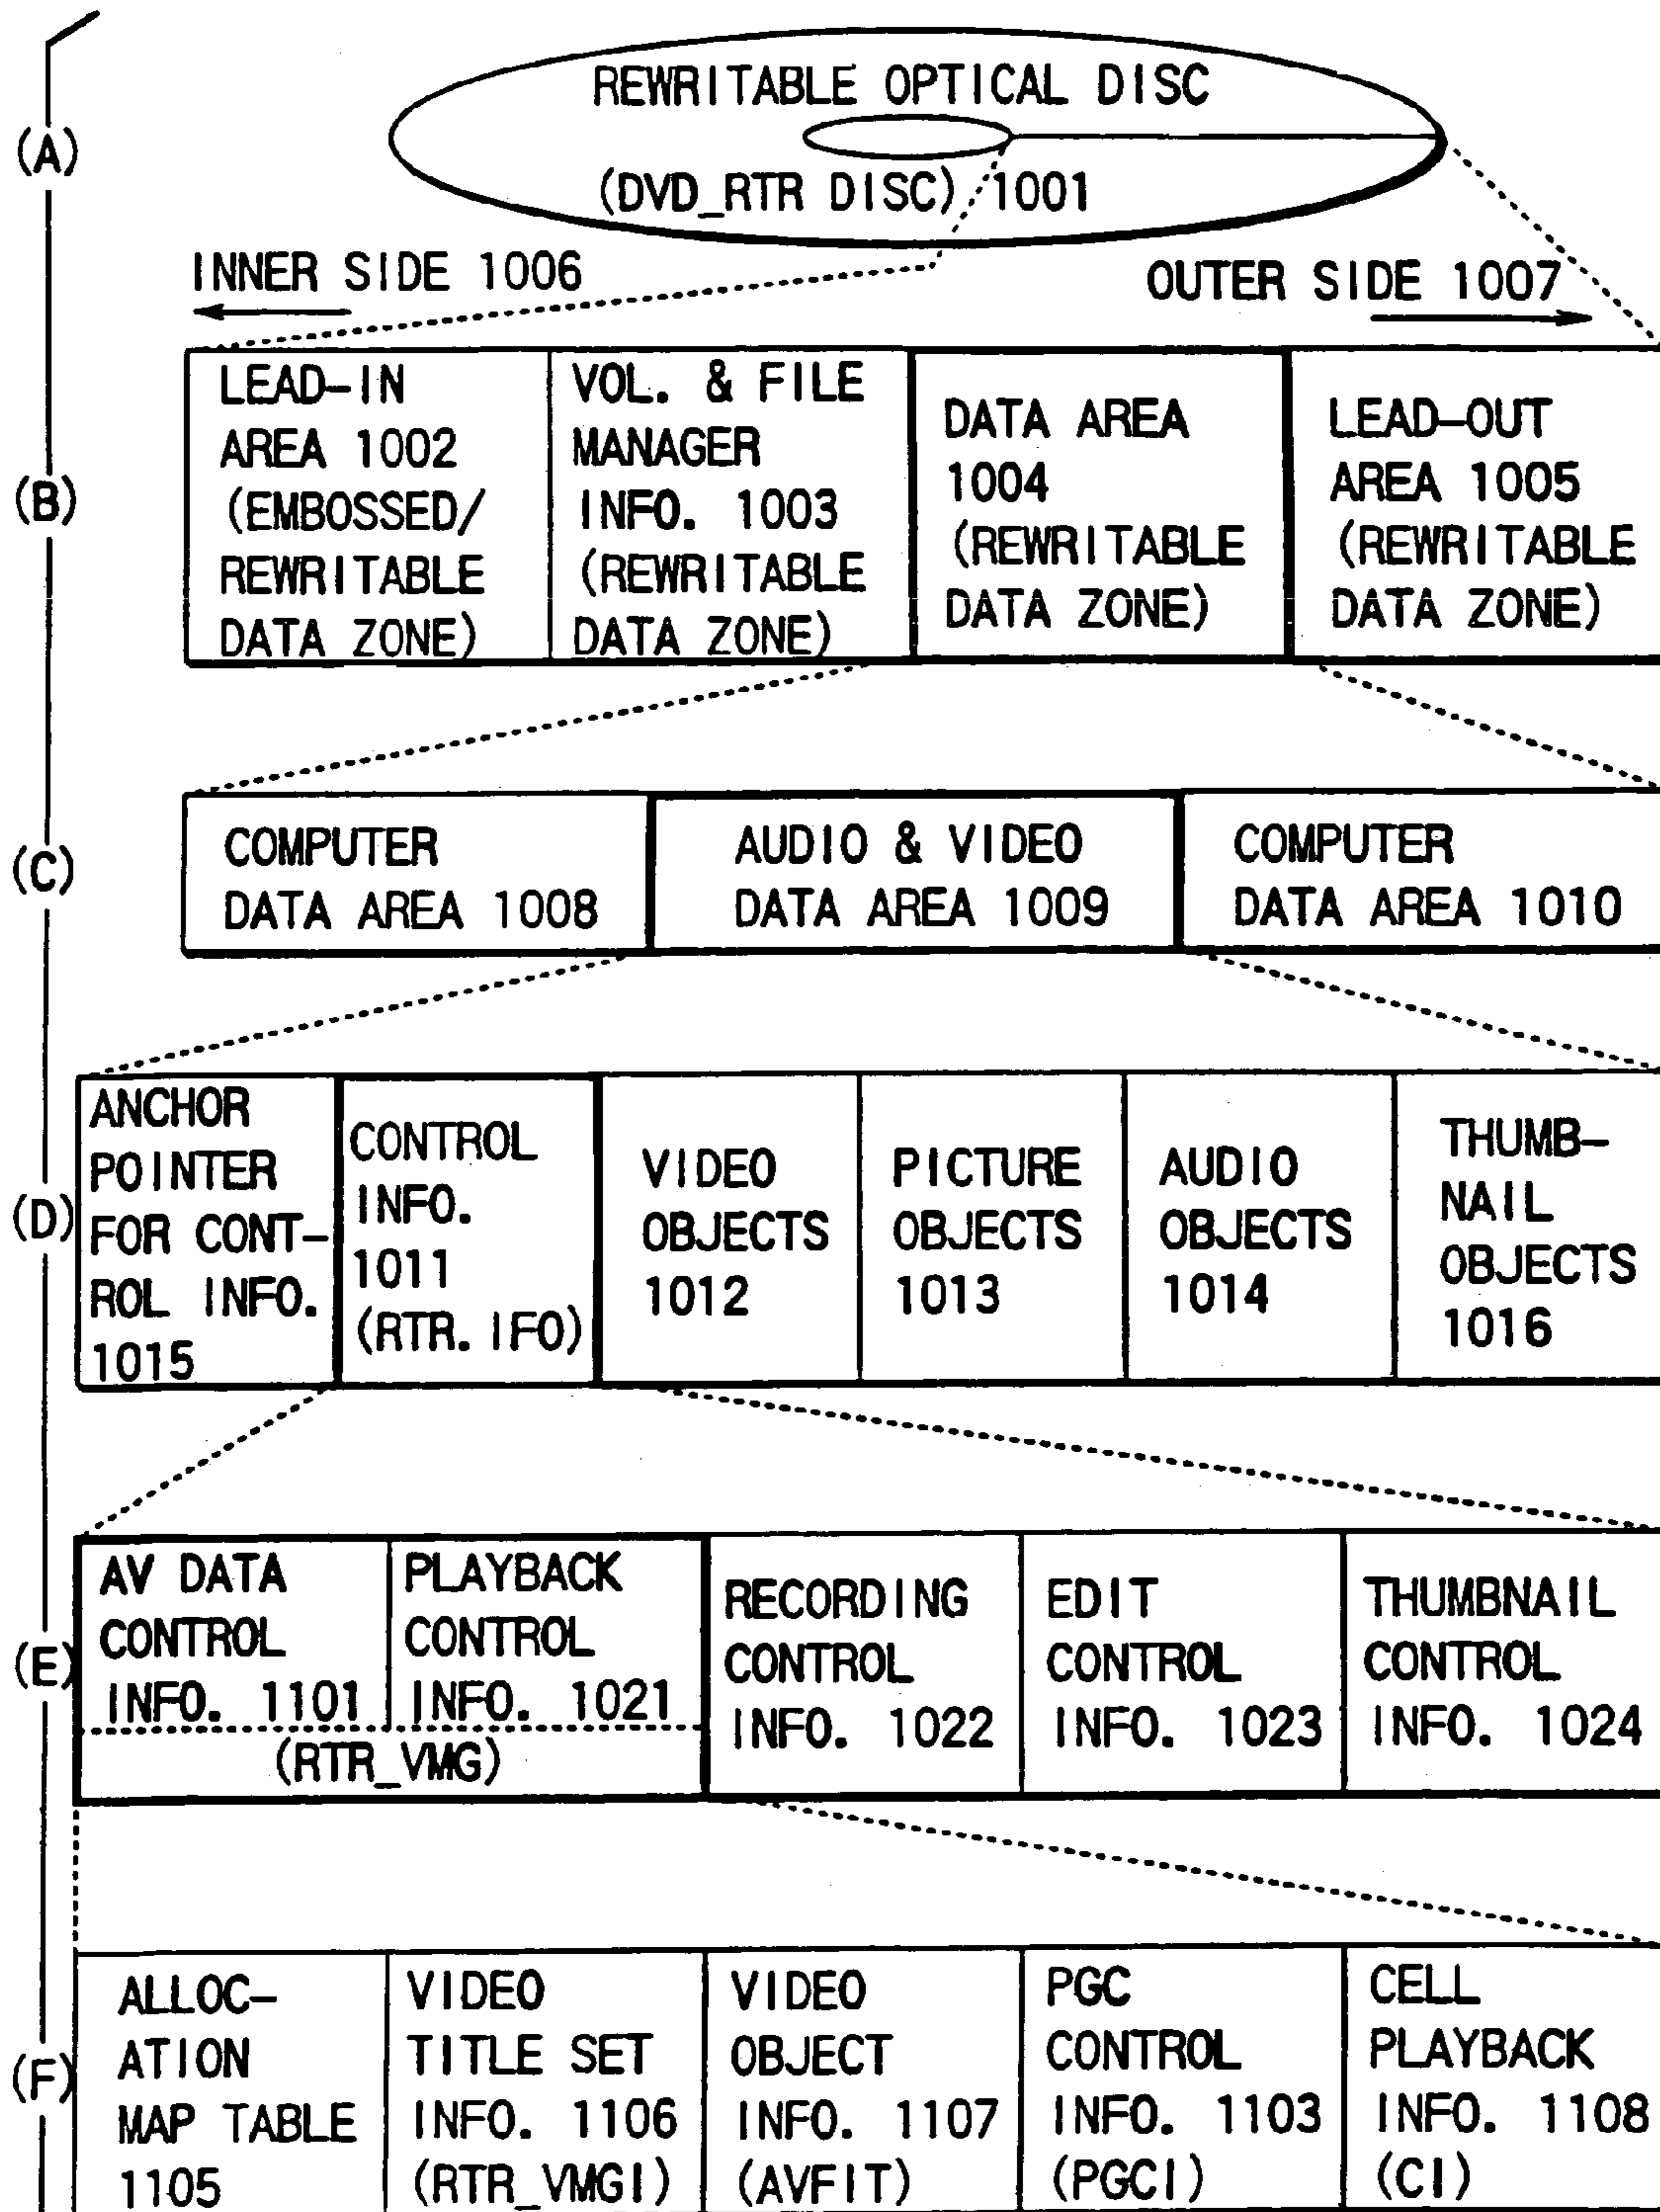 (A)
REWRITABLE OPTICAL DISC
(DVD_RTR DISC) 1001
INNER SIDE 1006
OUTER SIDE 1007
(B)
LEAD-IN
AREA 1002
(EMBOSSED/
REWRITABLE
DATA ZONE)
VOL. & FILE
MANAGER
INFO. 1003
(REWRITABLE
DATA ZONE)
DATA AREA
1004
(REWRITABLE
DATA ZONE)
LEAD-OUT
AREA 1005
(REWRITABLE
DATA ZONE)
(C)
COMPUTER
DATA AREA 1008
AUDIO & VIDEO
DATA AREA 1009
COMPUTER
DATA AREA 1010
(D)
ANCHOR
POINTER
FOR CONT-
ROL INFO.
1015
CONTROL
INFO.
1011
(RTR. IFO)
VIDEO
OBJECTS
1012
PICTURE
OBJECTS
1013
AUDIO
OBJECTS
1014
THUMB-
NAIL
OBJECTS
1016
(E)
AV DATA
CONTROL
INFO. 1101
PLAYBACK
CONTROL
INFO. 1021
(RTR_VMG)
RECORDING
CONTROL
INFO. 1022
EDIT
CONTROL
INFO. 1023
THUMBNAIL
CONTROL
INFO. 1024
(F)
ALLOC-
ATION
MAP TABLE
1105
VIDEO
TITLE SET
INFO. 1106
(RTR_VMGI)
VIDEO
OBJECT
INFO. 1107
(AVFIT)
PGC
CONTROL
INFO. 1103
(PGCI)
CELL
PLAYBACK
INFO. 1108
(CI)